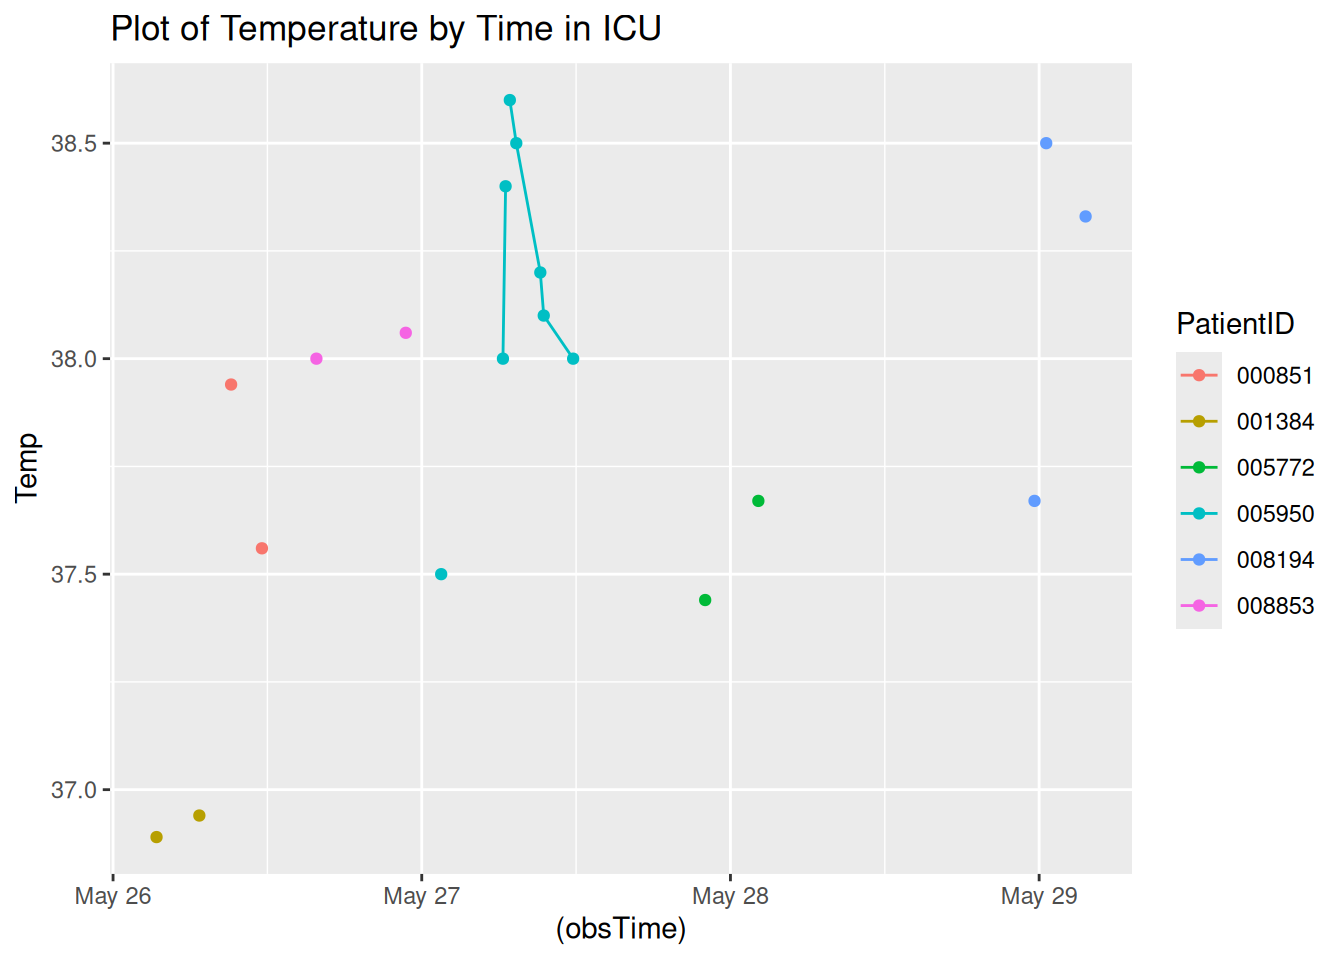 Plot of Temperature by Time in ICU
38.5
38.0
37.5
37.0
Temp
May 26 May 27 May 28 May 29
(obsTime)
PatientID
000851
001384
005772
005950
008194
008853